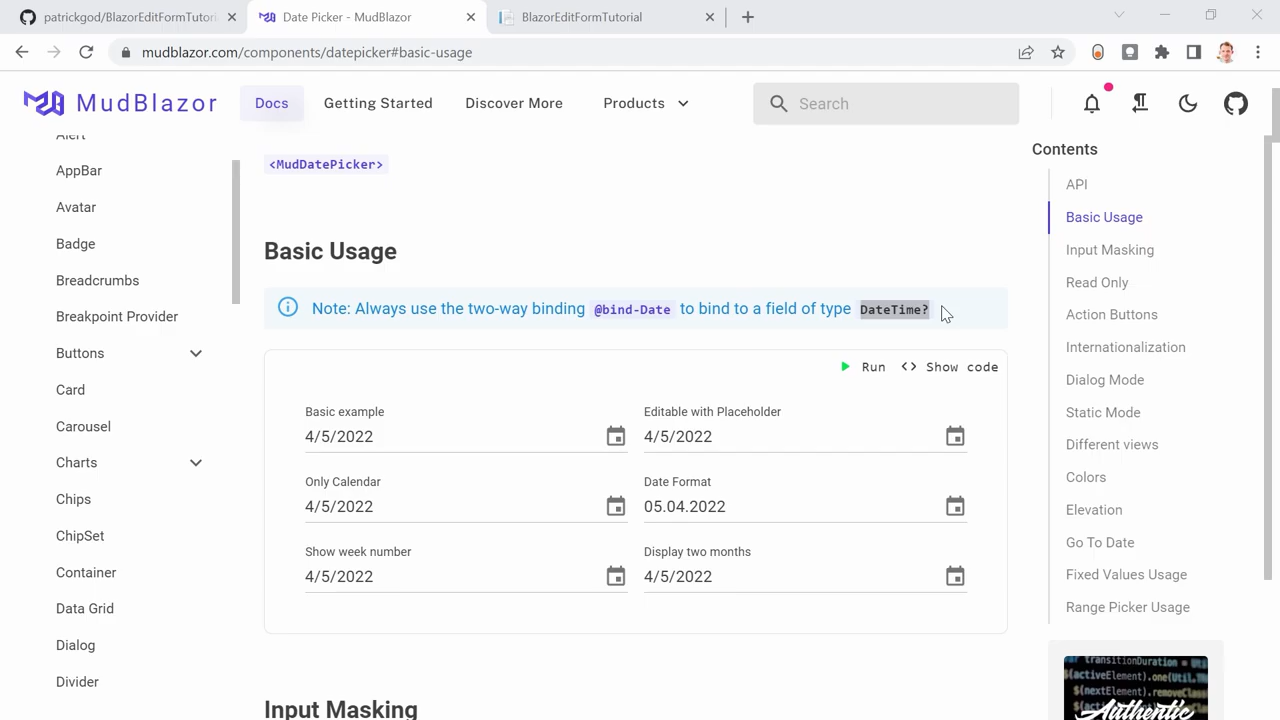 patrickgod/BlazorEditFormTutori
Date Picker - MudBlazor
BlazorEditFormTutorial
mudblazor.com/components/datepicker#basic-usage
MudBlazor
Docs
Getting Started
Discover More
Products
Search
Alert
AppBar
Avatar
Badge
Breadcrumbs
Breakpoint Provider
Buttons
Card
Carousel
Charts
Chips
ChipSet
Container
Data Grid
Dialog
Divider
<MudDatePicker>
Basic Usage
Note: Always use the two-way binding @bind-Date to bind to a field of type DateTime?
Run <> Show code
Basic example
4/5/2022
Editable with Placeholder
4/5/2022
Only Calendar
4/5/2022
Date Format
05.04.2022
Show week number
4/5/2022
Display two months
4/5/2022
Input Masking
Contents
API
Basic Usage
Input Masking
Read Only
Action Buttons
Internationalization
Dialog Mode
Static Mode
Different views
Colors
Elevation
Go To Date
Fixed Values Usage
Range Picker Usage
Authentic